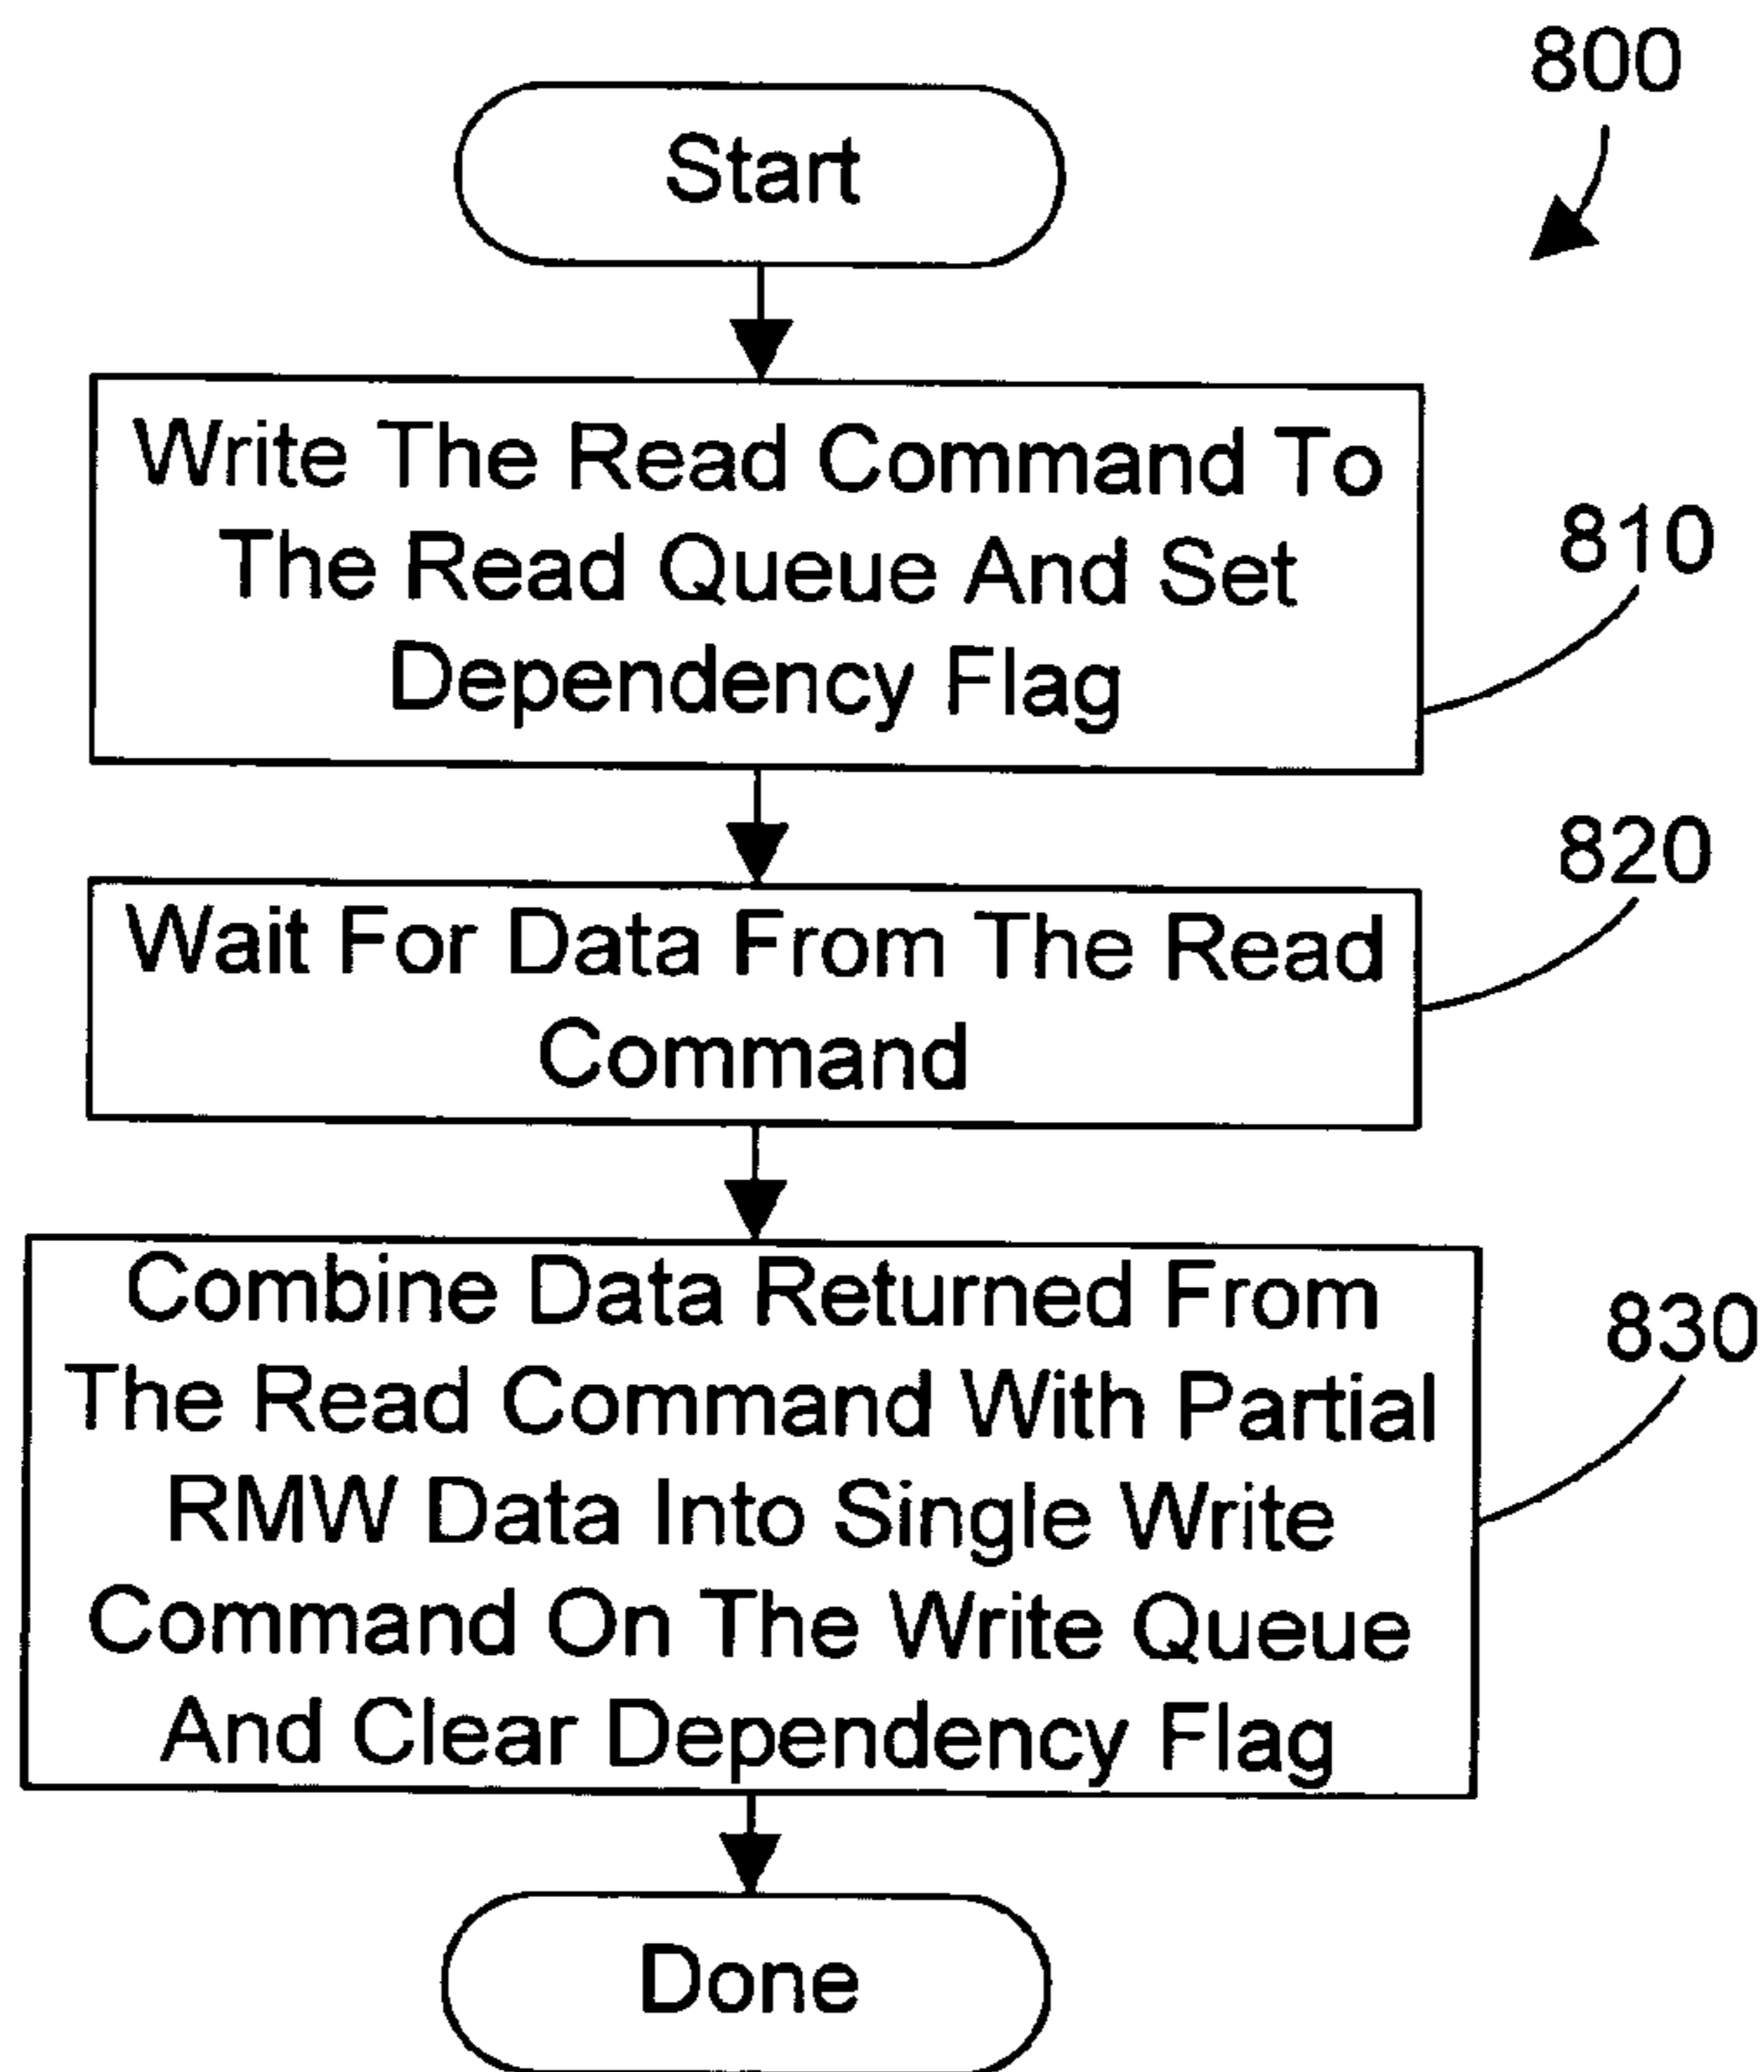 800
Start
Write The Read Command To
The Read Queue And Set
Dependency Flag
810
Wait For Data From The Read
Command
820
Combine Data Returned From
The Read Command With Partial
RMW Data Into Single Write
Command On The Write Queue
And Clear Dependency Flag
830
Done